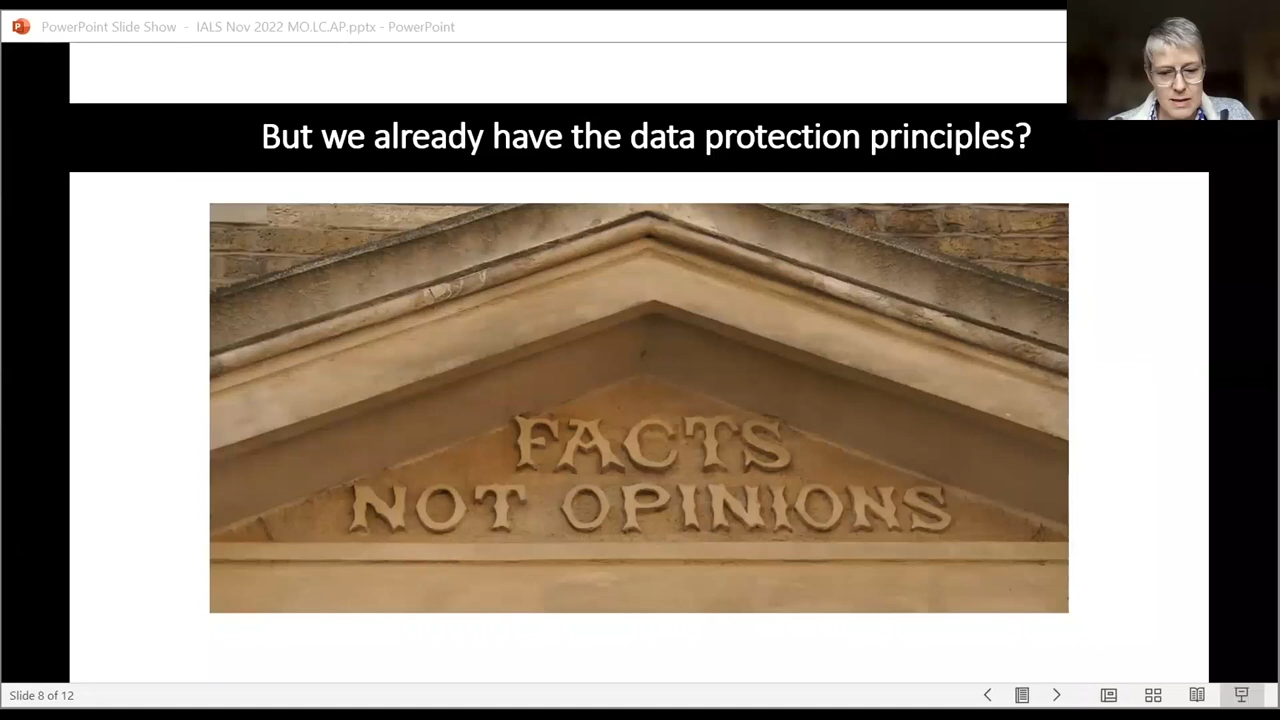 PowerPoint Slide Show - IALS Nov 2022 MO.LC.AP.pptx - PowerPoint
But we already have the data protection principles?
FACTS
NOT OPINIONS
Slide 8 of 12